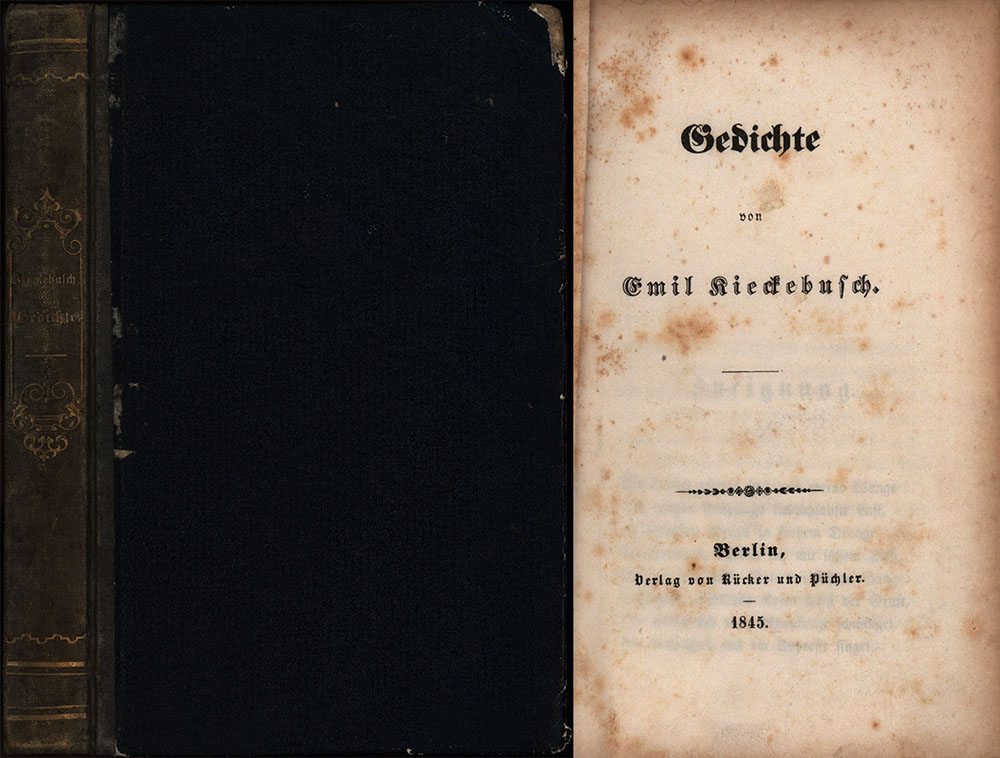 Kieckebusch
Gedichte
Gedichte
von
Emil Kieckebusch.
Berlin,
Verlag von Rücker und Püchler.
1845.